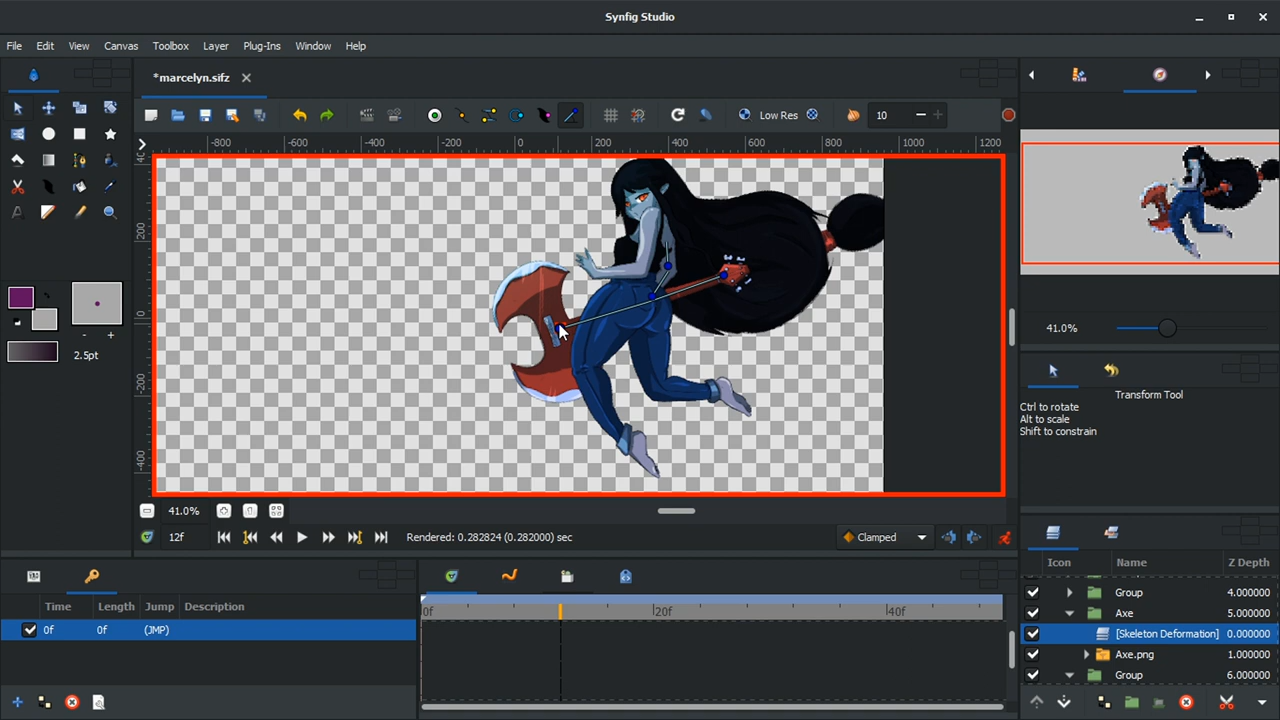 Synfig Studio
File Edit View Canvas Toolbox Layer Plug-Ins Window Help
*marcelyn.sifz
Low Res 10
-800 -600 -400 -200 0 200 400 600 800 1000 1200
200
0
-200
-400
2.5pt
41.0%
Transform Tool
Ctrl to rotate
Alt to scale
Shift to constrain
41.0%
12f Rendered: 0.282824 (0.282000) sec Clamped
Icon Name Z Depth
Group 4.000000
Axe 5.000000
[Skeleton Deformation] 0.000000
Axe.png 1.000000
Group 6.000000
Time Length Jump Description
0f 0f (JMP)
0f 20f 40f